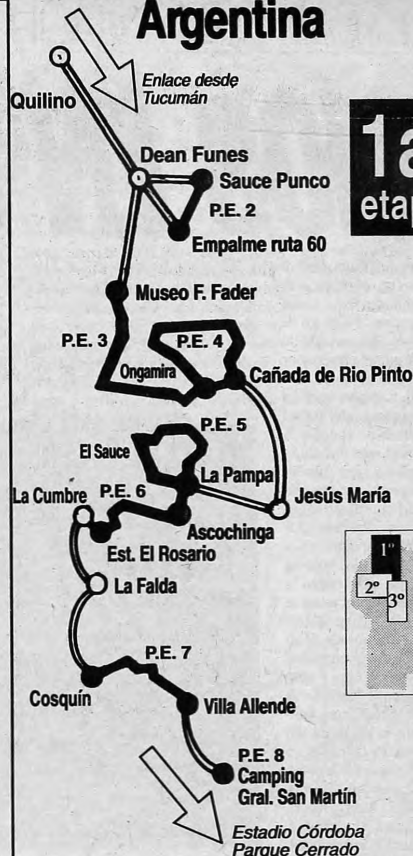 Argentina
Enlace desde
Tucumán
Quilino
1a
etap
Dean Funes
Sauce Punco
P.E. 2
Empalme ruta 60
Museo F. Fader
P.E. 3
P.E. 4
Ongamira
Cañada de Rio Pinto
P.E. 5
El Sauce
La Pampa
La Cumbre
P.E. 6
Jesús María
Ascochinga
Est. El Rosario
1º
2º
3º
La Falda
P.E. 7
Cosquín
Villa Allende
P.E. 8
Camping
Gral. San Martín
Estadio Córdoba
Parque Cerrado